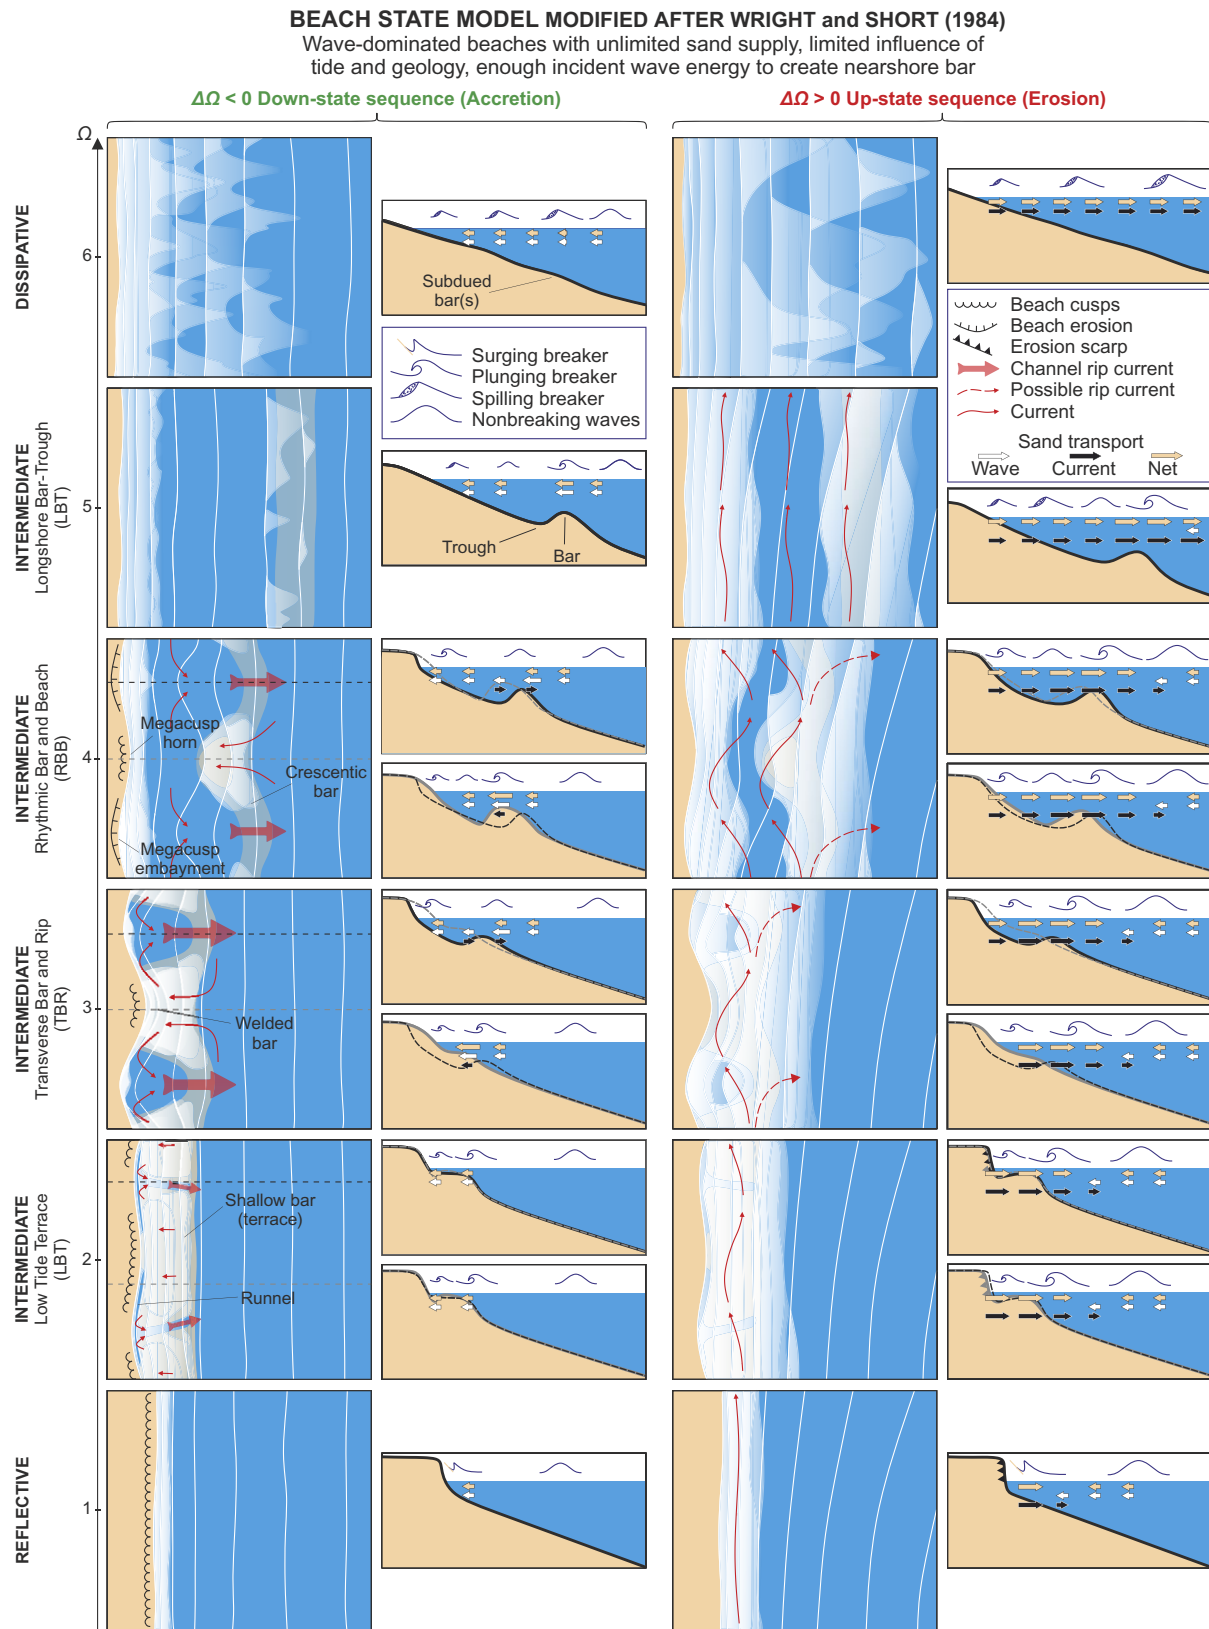 BEACH STATE MODEL MODIFIED AFTER WRIGHT and SHORT (1984)
Wave-dominated beaches with unlimited sand supply, limited influence of
tide and geology, enough incident wave energy to create nearshore bar
ΔΩ < 0 Down-state sequence (Accretion)
ΔΩ > 0 Up-state sequence (Erosion)
Ω
DISSIPATIVE
6
Subdued
bar(s)
Surging breaker
Plunging breaker
Spilling breaker
Nonbreaking waves
Beach cusps
Beach erosion
Erosion scarp
Channel rip current
Possible rip current
Current
Sand transport
Wave
Current
Net
INTERMEDIATE
Longshore Bar-Trough
(LBT)
5
Trough
Bar
INTERMEDIATE
Rhythmic Bar and Beach
(RBB)
4
Megacusp
horn
Crescentic
bar
Megacusp
embayment
INTERMEDIATE
Transverse Bar and Rip
(TBR)
3
Welded
bar
INTERMEDIATE
Low Tide Terrace
(LBT)
2
Shallow bar
(terrace)
Runnel
REFLECTIVE
1